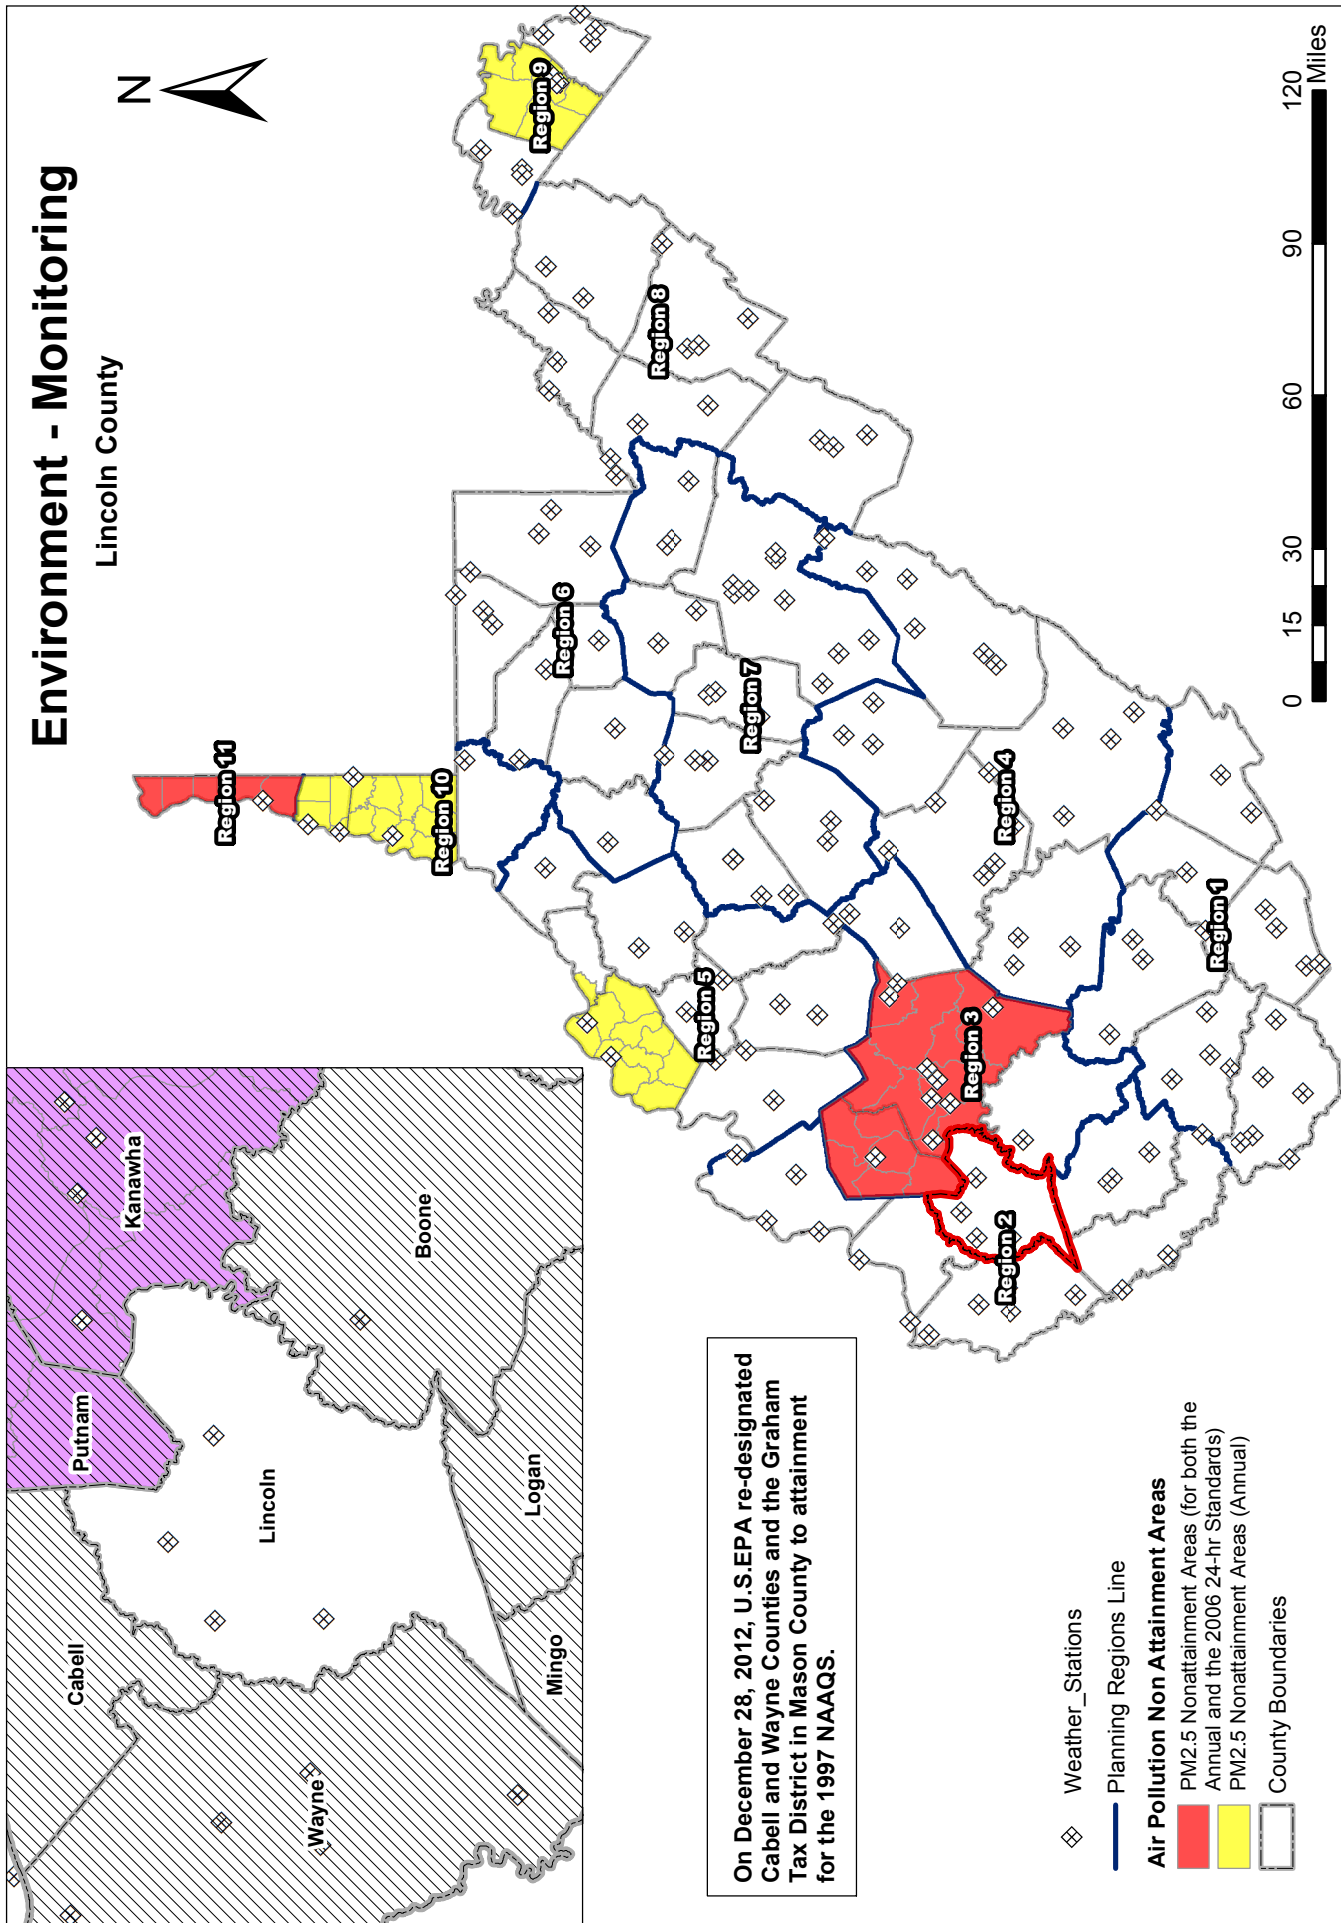 Environment - Monitoring
Lincoln County
N
Kanawha
Putnam
Boone
Cabell
Lincoln
Logan
Wayne
Mingo
Region 11
Region 10
Region 9
Region 8
Region 6
Region 7
Region 5
Region 4
Region 3
Region 2
Region 1
On December 28, 2012, U.S.EPA re-designated
Cabell and Wayne Counties and the Graham
Tax District in Mason County to attainment
for the 1997 NAAQS.
Weather_Stations
Planning Regions Line
Air Pollution Non Attainment Areas
PM2.5 Nonattainment Areas (for both the
Annual and the 2006 24-hr Standards)
PM2.5 Nonattainment Areas (Annual)
County Boundaries
0 15 30 60 90 120
Miles